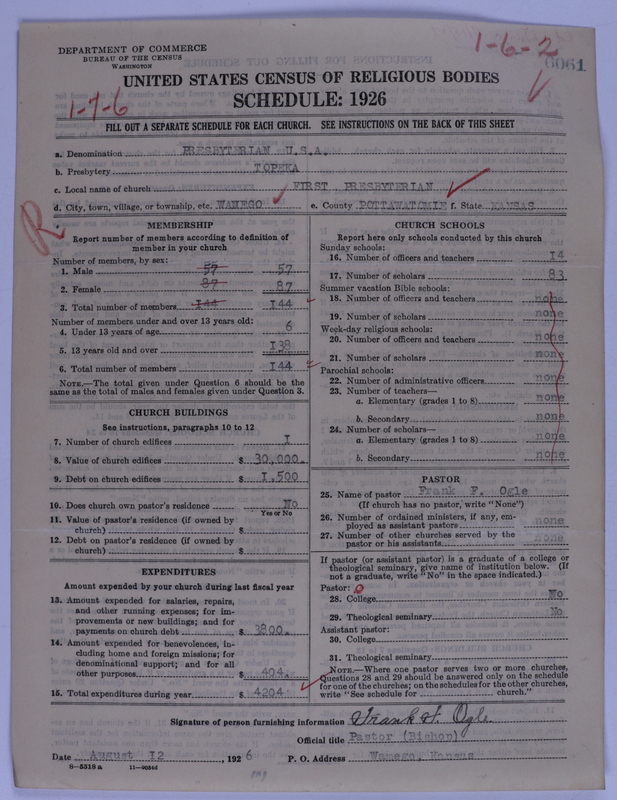 DEPARTMENT OF COMMERCE
BUREAU OF THE CENSUS
WASHINGTON
1-6-2
6061
UNITED STATES CENSUS OF RELIGIOUS BODIES
1-7-6
SCHEDULE: 1926
FILL OUT A SEPARATE SCHEDULE FOR EACH CHURCH. SEE INSTRUCTIONS ON THE BACK OF THIS SHEET
a. Denomination PRESBYTERIAN U.S.A.
b. Presbytery TOPEKA
c. Local name of church FIRST PRESBYTERIAN
d. City, town, village, or township, etc. WAMEGO e. County POTTAWATOMIE f. State KANSAS
R
MEMBERSHIP
Report number of members according to definition of
member in your church
Number of members, by sex:
1. Male 57 57
2. Female 87 87
3. Total number of members 144 144
Number of members under and over 13 years old:
4. Under 13 years of age 6
5. 13 years old and over 138
6. Total number of members 144
NOTE.—The total given under Question 6 should be the
same as the total of males and females given under Question 3.
CHURCH BUILDINGS
See instructions, paragraphs 10 to 12
7. Number of church edifices 1
8. Value of church edifices $ 30,000.
9. Debt on church edifices $ 1,500
10. Does church own pastor's residence No
Yes or No
11. Value of pastor's residence (if owned by
church) $
12. Debt on pastor's residence (if owned by
church) $
EXPENDITURES
Amount expended by your church during last fiscal year
13. Amount expended for salaries, repairs,
and other running expenses; for im-
provements or new buildings; and for
payments on church debt $ 3800.
14. Amount expended for benevolences, in-
cluding home and foreign missions; for
denominational support; and for all
other purposes $ 404.
15. Total expenditures during year $ 4204
CHURCH SCHOOLS
Report here only schools conducted by this church
Sunday schools:
16. Number of officers and teachers 14
17. Number of scholars 83
Summer vacation Bible schools:
18. Number of officers and teachers none
19. Number of scholars none
Week-day religious schools:
20. Number of officers and teachers none
21. Number of scholars none
Parochial schools:
22. Number of administrative officers none
23. Number of teachers—
a. Elementary (grades 1 to 8) none
b. Secondary none
24. Number of scholars—
a. Elementary (grades 1 to 8) none
b. Secondary none
PASTOR
25. Name of pastor Frank F. Ogle
(If church has no pastor, write "None")
26. Number of ordained ministers, if any, em-
ployed as assistant pastors none
27. Number of other churches served by the
pastor or his assistants none
If pastor (or assistant pastor) is a graduate of a college or
theological seminary, give name of institution below. (If
not a graduate, write "No" in the space indicated.)
Pastor:
28. College No
29. Theological seminary No
Assistant pastor:
30. College
31. Theological seminary
NOTE.—Where one pastor serves two or more churches,
Questions 28 and 29 should be answered only on the schedule
for one of the churches; on the schedules for the other churches,
write "See schedule for church."
Signature of person furnishing information Frank F. Ogle
Official title Pastor (Bishop)
Date August 12, 1926 P. O. Address Wamego, Kansas
8—5518 a 11—9054d